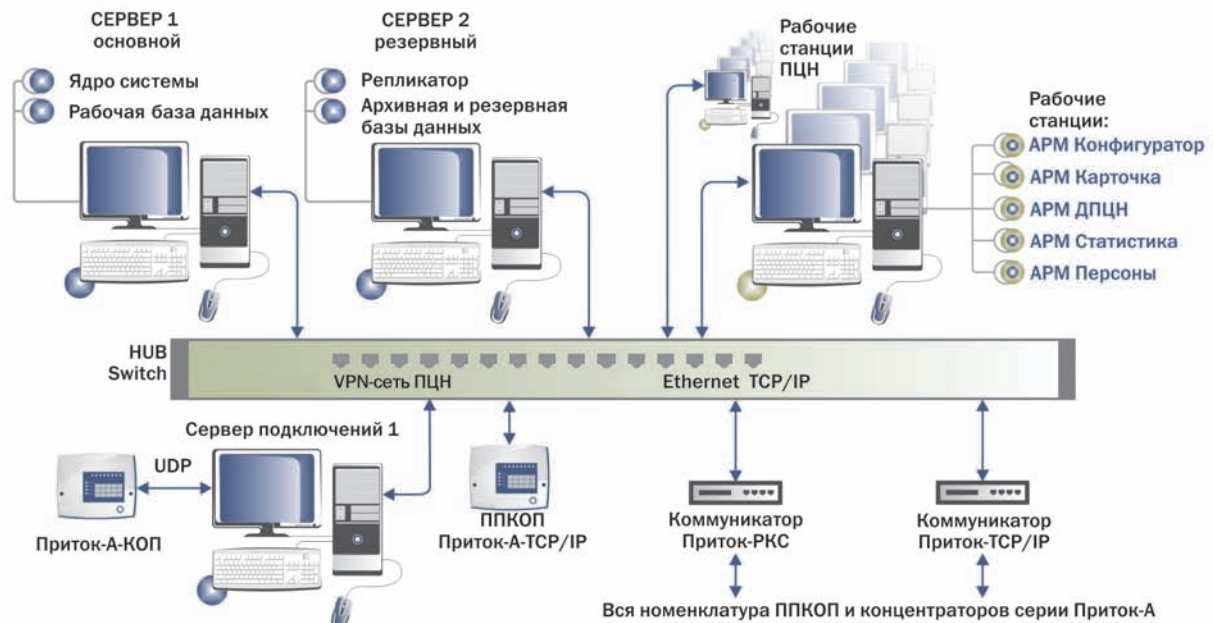 СЕРВЕР 1
основной
Ядро системы
Рабочая база данных
СЕРВЕР 2
резервный
Репликатор
Архивная и резервная
базы данных
Рабочие
станции
ПЦН
Рабочие
станции:
АРМ Конфигуратор
АРМ Карточка
АРМ ДПЦН
АРМ Статистика
АРМ Персоны
HUB
Switch
VPN-сеть ПЦН
Ethernet TCP/IP
Сервер подключений 1
UDP
Приток-А-КОП
ППКОП
Приток-А-TCP/IP
Коммуникатор
Приток-РКС
Коммуникатор
Приток-TCP/IP
Вся номенклатура ППКОП и концентраторов серии Приток-А